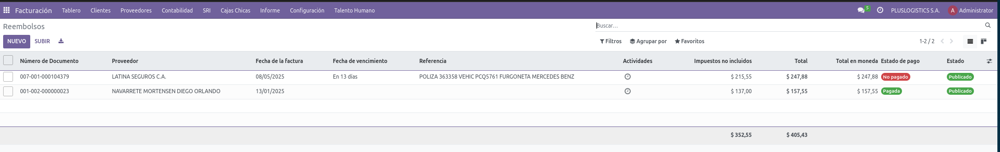 Facturación Tablero Clientes Proveedores Contabilidad SRI Cajas Chicas Informe Configuración Talento Humano 5 PLUSLOGISTICS S.A. A Administrator
Reembolsos Buscar...
NUEVO SUBIR Filtros Agrupar por Favoritos 1-2 / 2
Número de Documento Proveedor Fecha de la factura Fecha de vencimiento Referencia Actividades Impuestos no incluidos Total Total en moneda Estado de pago Estado
007-001-000104379 LATINA SEGUROS C.A. 08/05/2025 En 13 días POLIZA 363358 VEHIC PCQ5761 FURGONETA MERCEDES BENZ $ 215,55 $ 247,88 $ 247,88 No pagado Publicado
001-002-000000023 NAVARRETE MORTENSEN DIEGO ORLANDO 13/01/2025 $ 137,00 $ 157,55 $ 157,55 Pagada Publicado
$ 352,55 $ 405,43